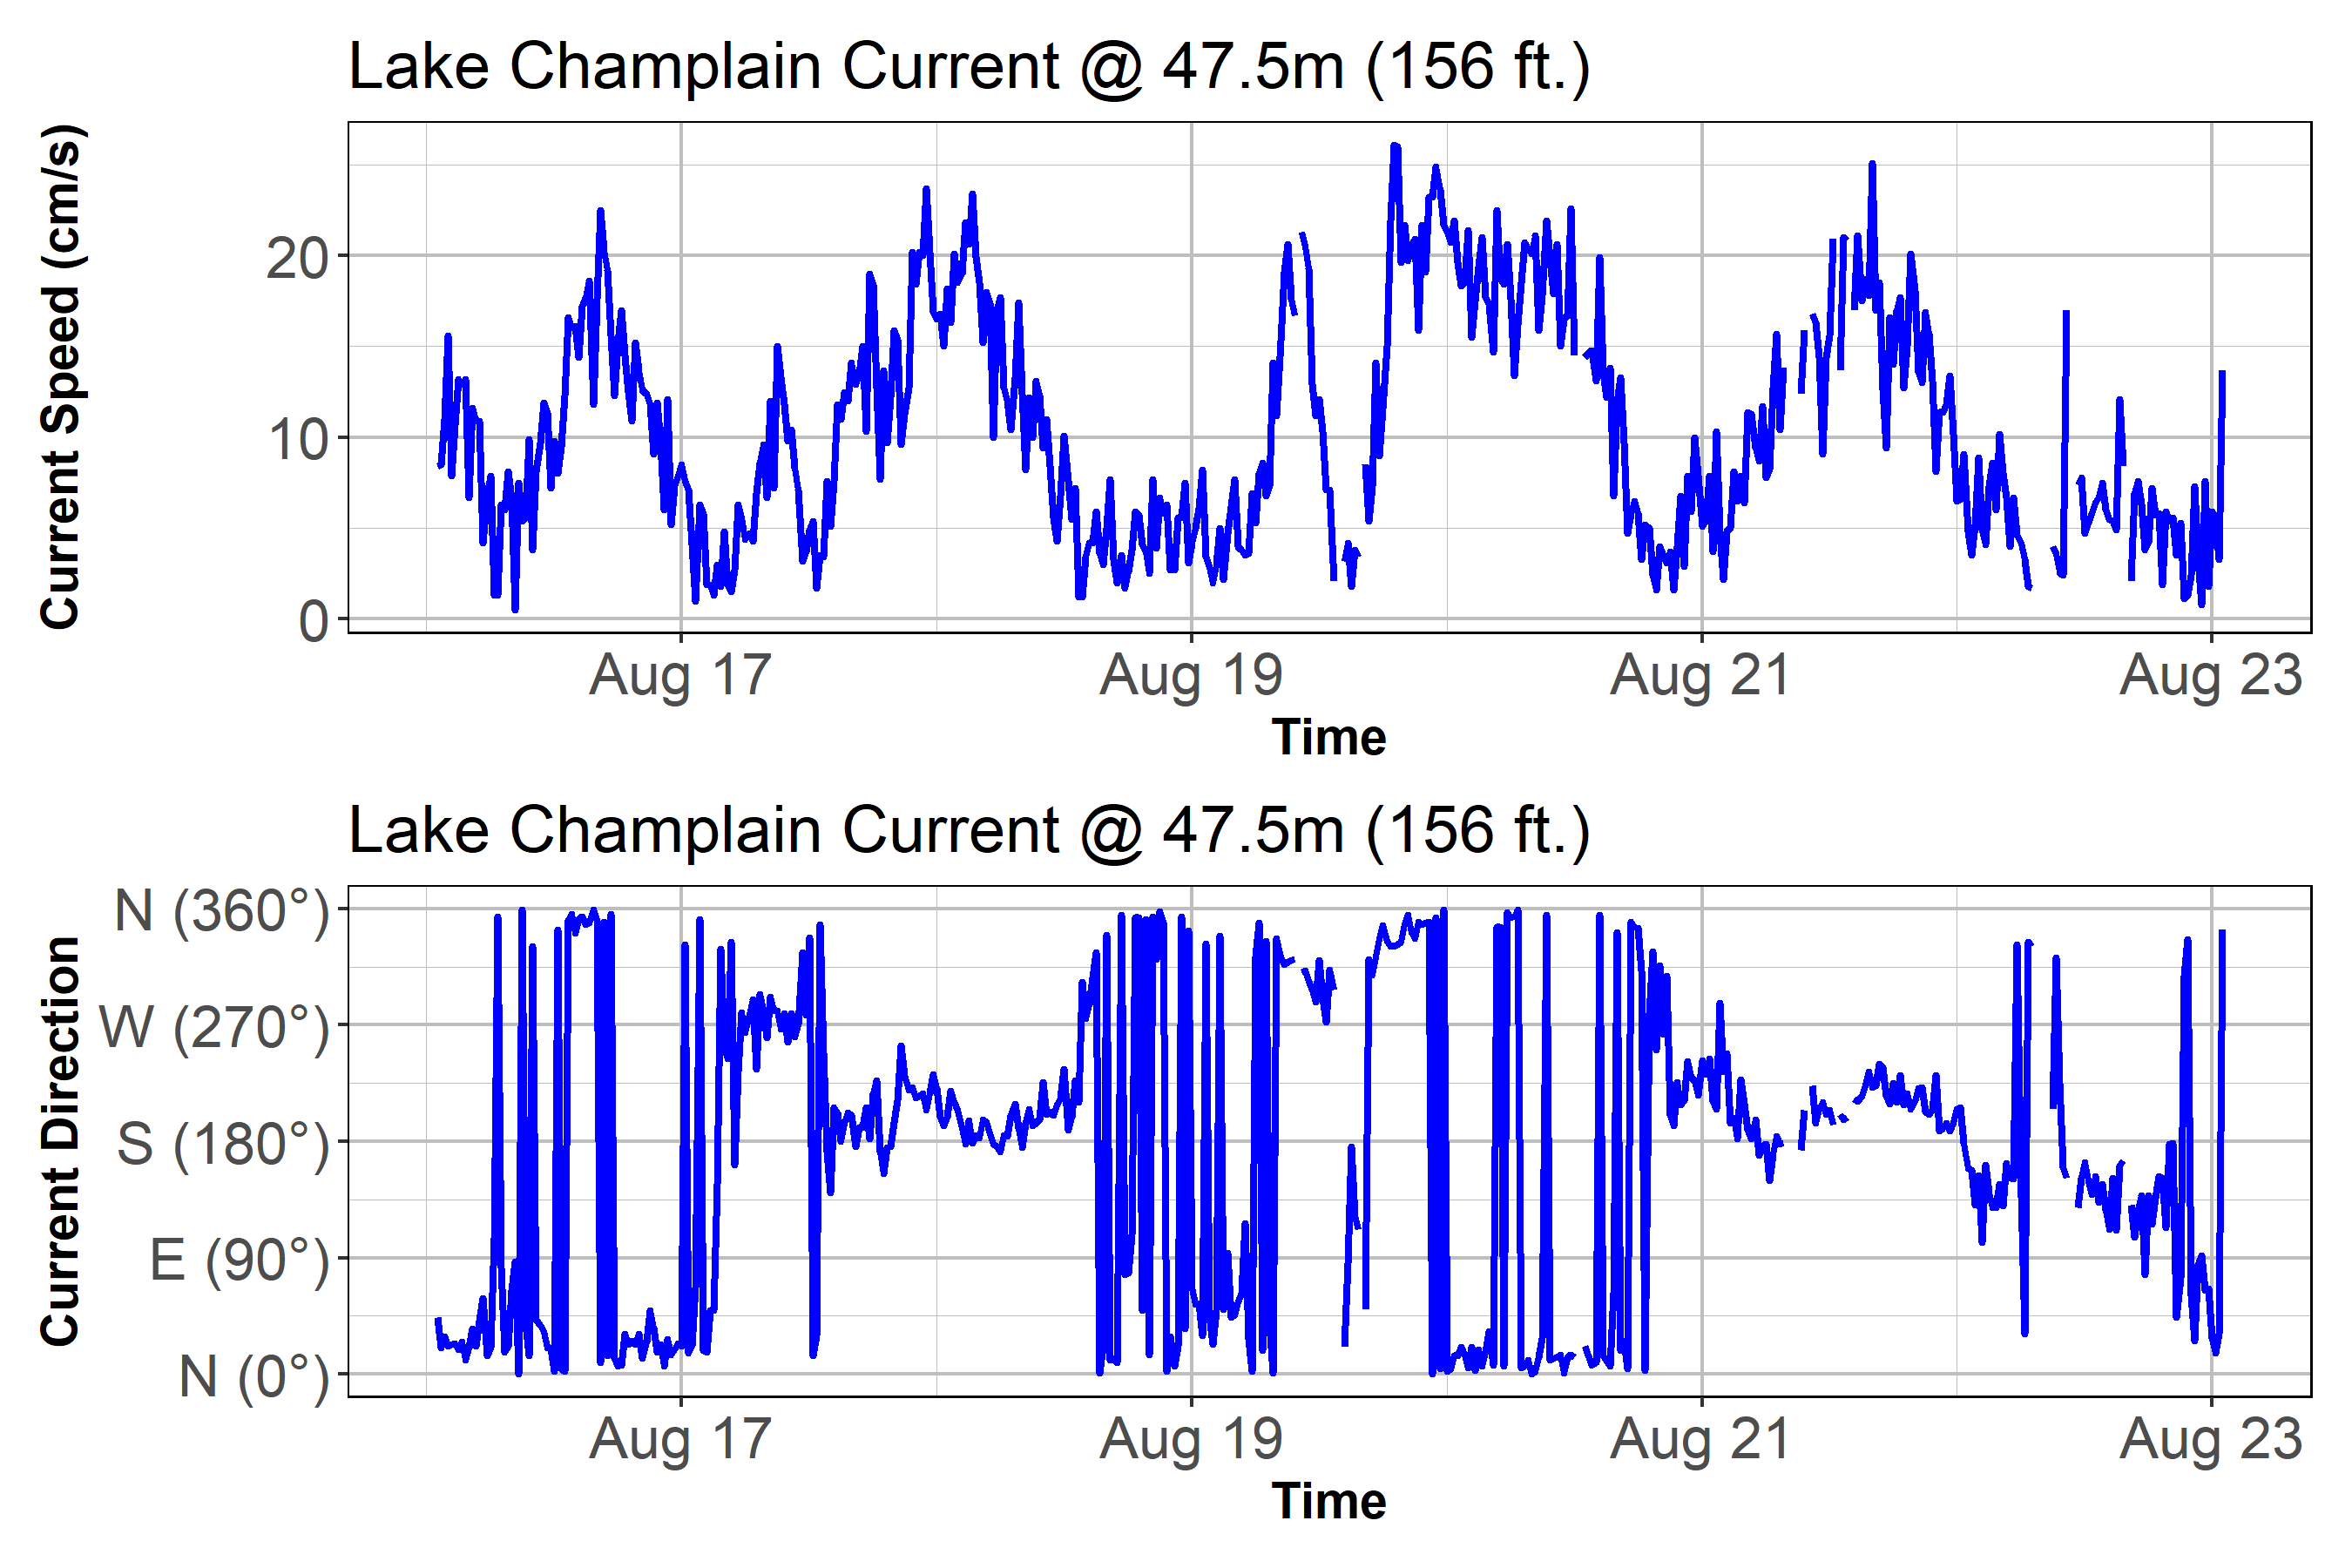 Lake Champlain Current @ 47.5m (156 ft.)
Current Speed (cm/s)
20
10
0
Aug 17 Aug 19 Aug 21 Aug 23
Time
Lake Champlain Current @ 47.5m (156 ft.)
Current Direction
N (360°)
W (270°)
S (180°)
E (90°)
N (0°)
Aug 17 Aug 19 Aug 21 Aug 23
Time